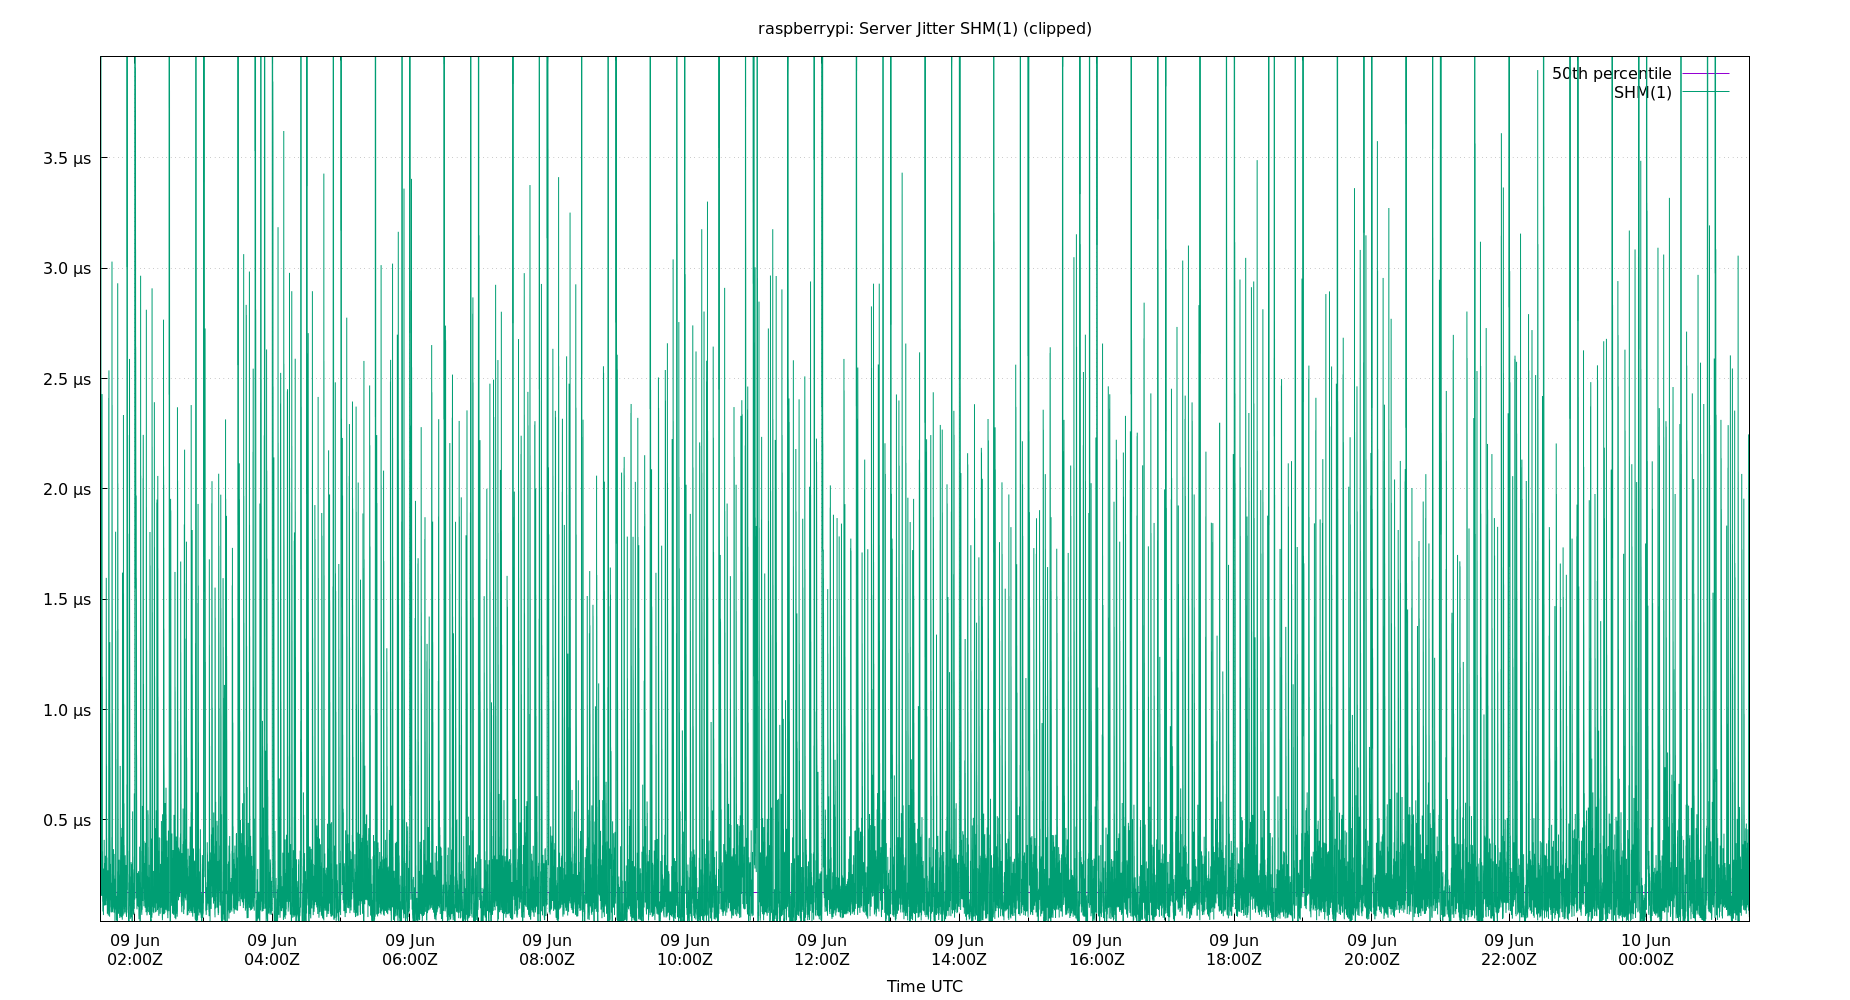 raspberrypi: Server Jitter SHM(1) (clipped)
50th percentile
SHM(1)
3.5 μs
3.0 μs
2.5 μs
2.0 μs
1.5 μs
1.0 μs
0.5 μs
09 Jun 09 Jun 09 Jun 09 Jun 09 Jun 09 Jun 09 Jun 09 Jun 09 Jun 09 Jun 09 Jun 10 Jun
02:00Z 04:00Z 06:00Z 08:00Z 10:00Z 12:00Z 14:00Z 16:00Z 18:00Z 20:00Z 22:00Z 00:00Z
Time UTC